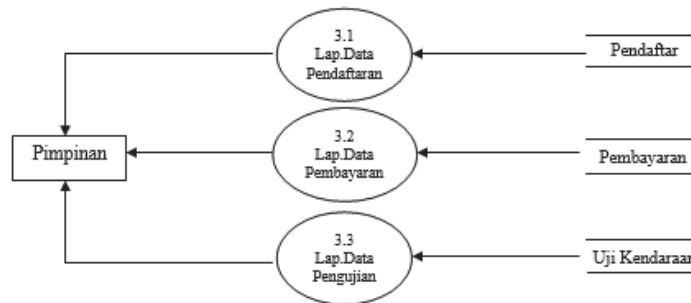 3.1
Lap.Data
Pendaftaran
Pendaftar
Pimpinan
3.2
Lap.Data
Pembayaran
Pembayaran
3.3
Lap.Data
Pengujian
Uji Kendaraan